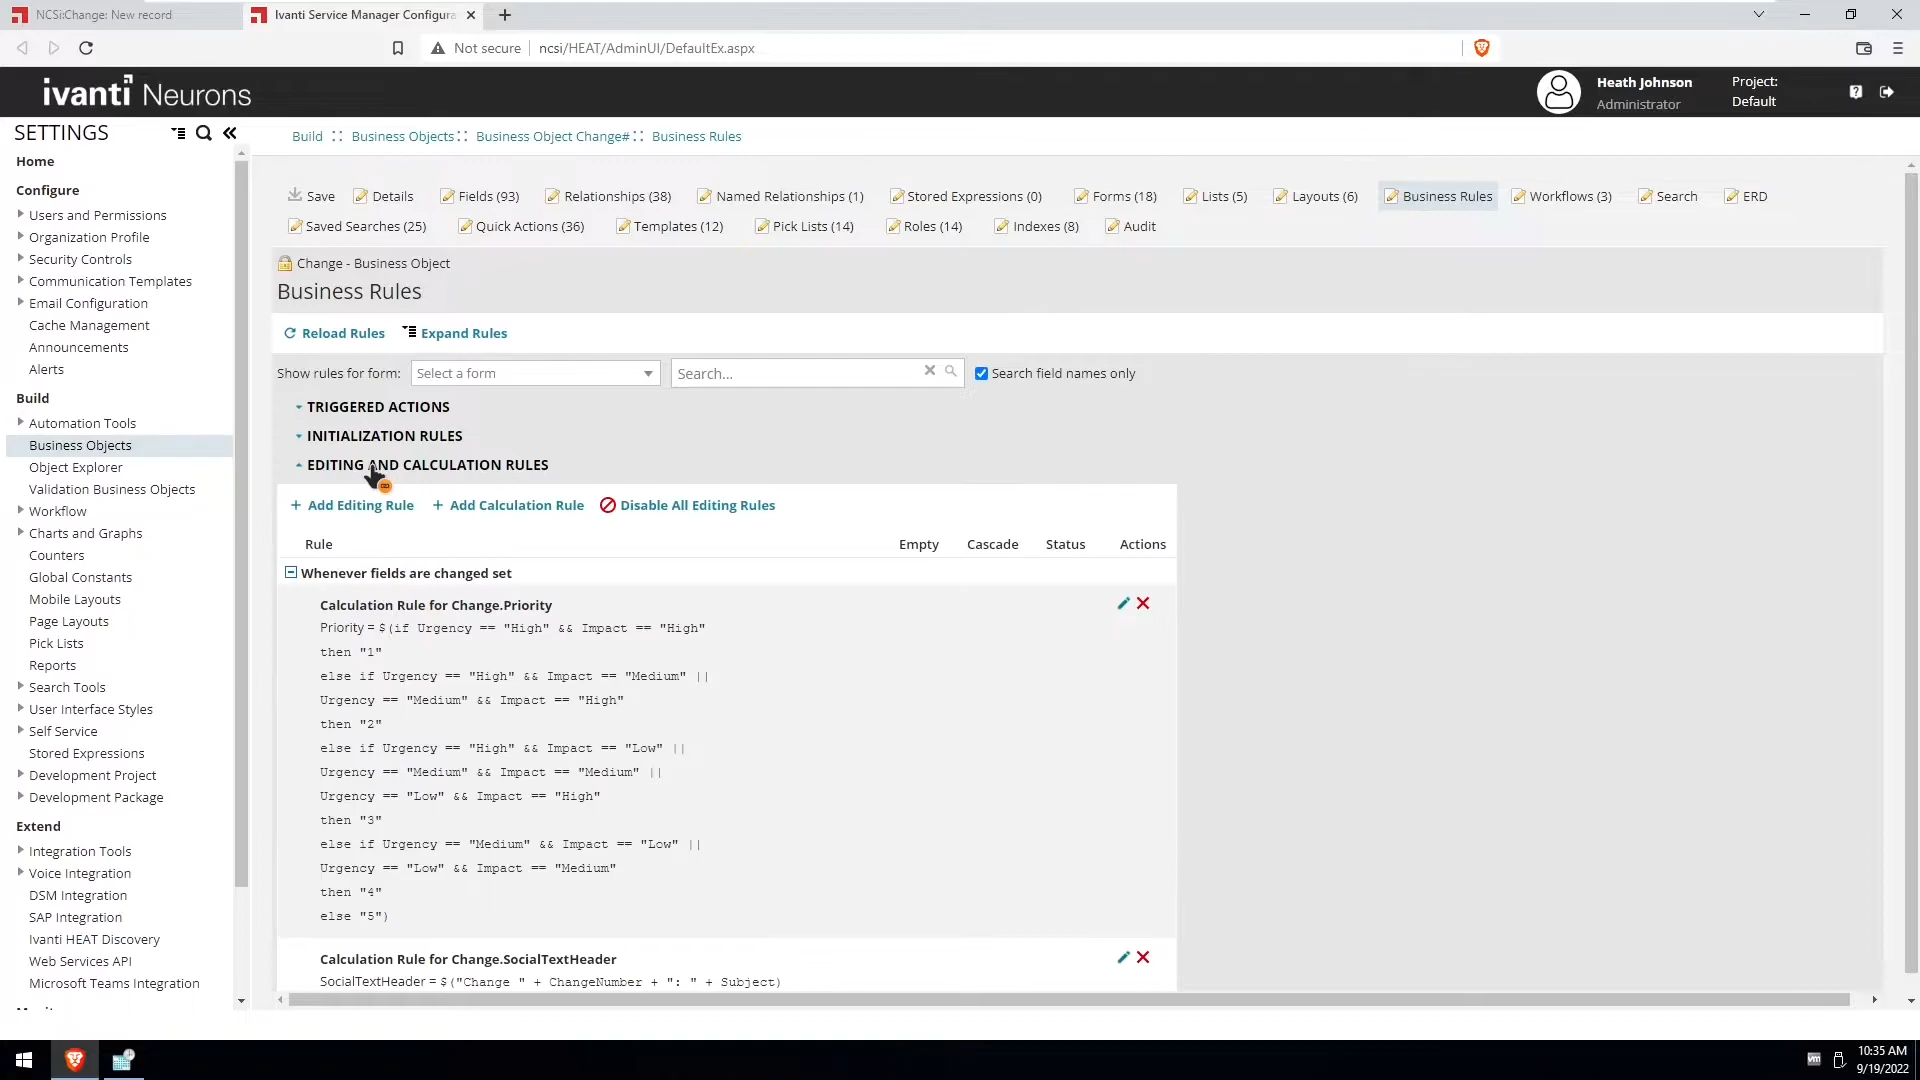 NCSi:Change: New record
Ivanti Service Manager Configura
Not secure
ncsi/HEAT/AdminUI/DefaultEx.aspx
ivanti Neurons
Heath Johnson
Administrator
Project:
Default
SETTINGS
Build :: Business Objects:: Business Object Change#:: Business Rules
Home
Configure
Users and Permissions
Organization Profile
Security Controls
Communication Templates
Email Configuration
Cache Management
Announcements
Alerts
Build
Automation Tools
Business Objects
Object Explorer
Validation Business Objects
Workflow
Charts and Graphs
Counters
Global Constants
Mobile Layouts
Page Layouts
Pick Lists
Reports
Search Tools
User Interface Styles
Self Service
Stored Expressions
Development Project
Development Package
Extend
Integration Tools
Voice Integration
DSM Integration
SAP Integration
Ivanti HEAT Discovery
Web Services API
Microsoft Teams Integration
Save Details Fields (93) Relationships (38) Named Relationships (1) Stored Expressions (0) Forms (18) Lists (5) Layouts (6) Business Rules Workflows (3) Search ERD
Saved Searches (25) Quick Actions (36) Templates (12) Pick Lists (14) Roles (14) Indexes (8) Audit
Change - Business Object
Business Rules
Reload Rules Expand Rules
Show rules for form: Select a form Search... Search field names only
TRIGGERED ACTIONS
INITIALIZATION RULES
EDITING AND CALCULATION RULES
+ Add Editing Rule + Add Calculation Rule Disable All Editing Rules
Rule Empty Cascade Status Actions
Whenever fields are changed set
Calculation Rule for Change.Priority
Priority = $(if Urgency == "High" && Impact == "High"
then "1"
else if Urgency == "High" && Impact == "Medium" ||
Urgency == "Medium" && Impact == "High"
then "2"
else if Urgency == "High" && Impact == "Low" ||
Urgency == "Medium" && Impact == "Medium" ||
Urgency == "Low" && Impact == "High"
then "3"
else if Urgency == "Medium" && Impact == "Low" ||
Urgency == "Low" && Impact == "Medium"
then "4"
else "5")
Calculation Rule for Change.SocialTextHeader
SocialTextHeader = $("Change " + ChangeNumber + ": " + Subject)
vm
10:35 AM
9/19/2022